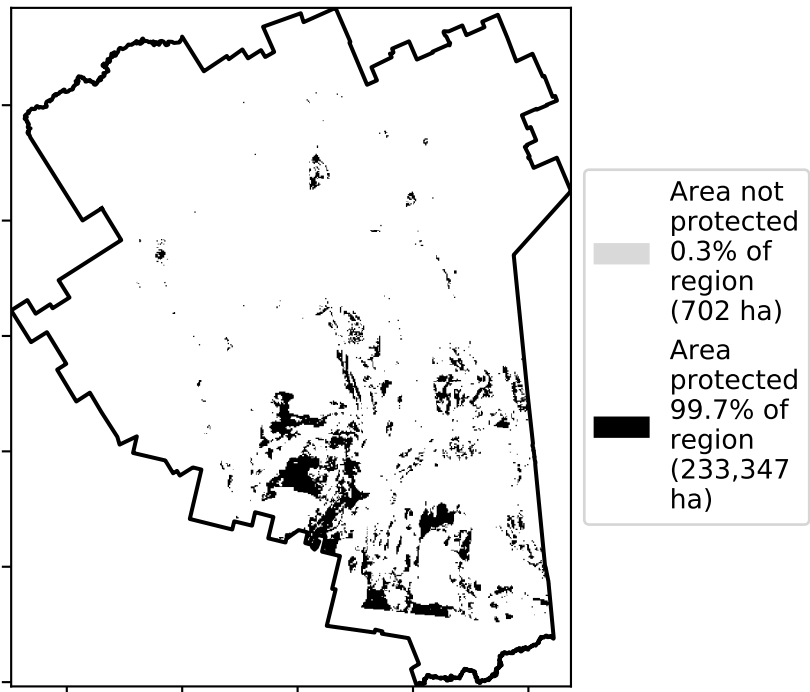 Area not
protected
0.3% of
region
(702 ha)
Area
protected
99.7% of
region
(233,347
ha)